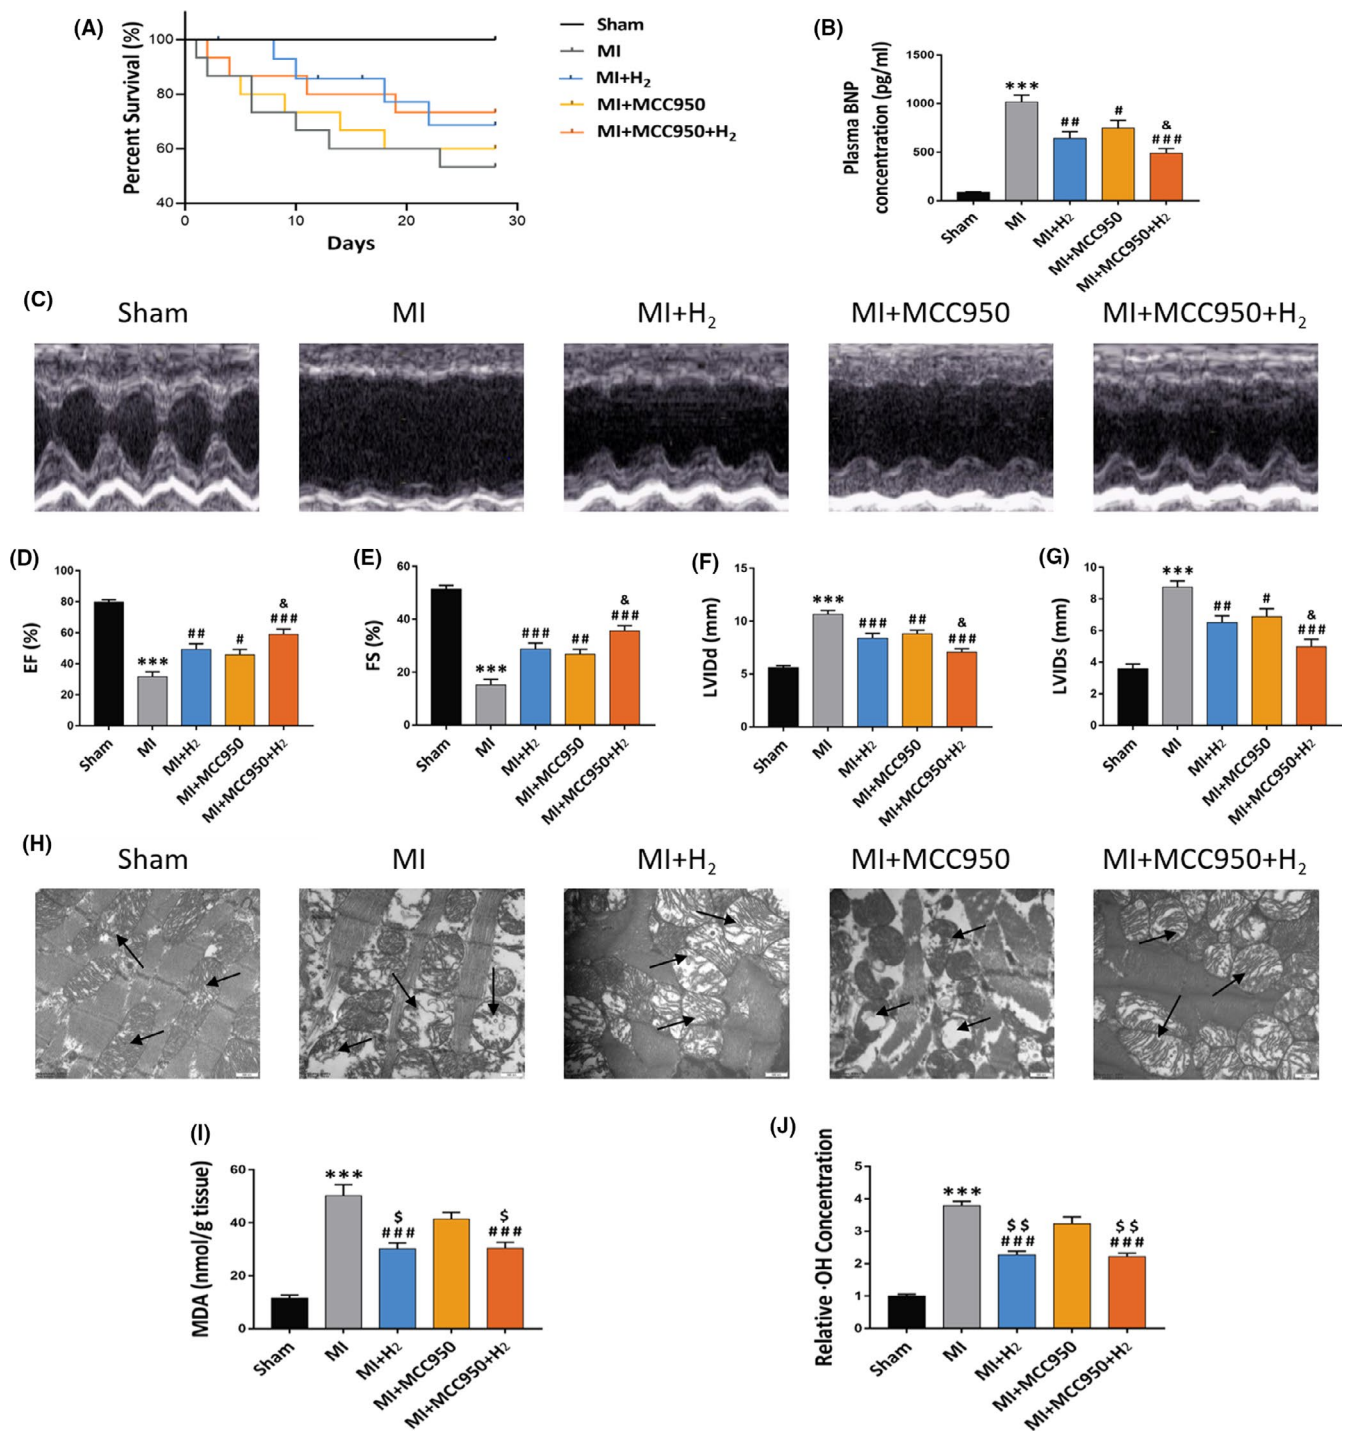 (A)
Percent Survival (%)
100
80
60
40
0
10
20
30
Days
Sham
MI
MI+H2
MI+MCC950
MI+MCC950+H2
(B)
Plasma BNP
concentration (pg/ml)
1500
1000
500
0
***
##
#
&
###
Sham
MI
MI+H2
MI+MCC950
MI+MCC950+H2
(C)
Sham
MI
MI+H2
MI+MCC950
MI+MCC950+H2
(D)
EF (%)
100
80
60
40
20
0
***
##
#
&
###
Sham
MI
MI+H2
MI+MCC950
MI+MCC950+H2
(E)
FS (%)
60
40
20
0
***
###
##
&
###
Sham
MI
MI+H2
MI+MCC950
MI+MCC950+H2
(F)
LVIDd (mm)
15
10
5
0
***
###
##
&
###
Sham
MI
MI+H2
MI+MCC950
MI+MCC950+H2
(G)
LVIDs (mm)
10
8
6
4
2
0
***
##
#
&
###
Sham
MI
MI+H2
MI+MCC950
MI+MCC950+H2
(H)
Sham
MI
MI+H2
MI+MCC950
MI+MCC950+H2
(I)
MDA (nmol/g tissue)
60
40
20
0
***
$
###
$
###
Sham
MI
MI+H2
MI+MCC950
MI+MCC950+H2
(J)
Relative ·OH Concentration
5
4
3
2
1
0
***
$$
###
$$
###
Sham
MI
MI+H2
MI+MCC950
MI+MCC950+H2